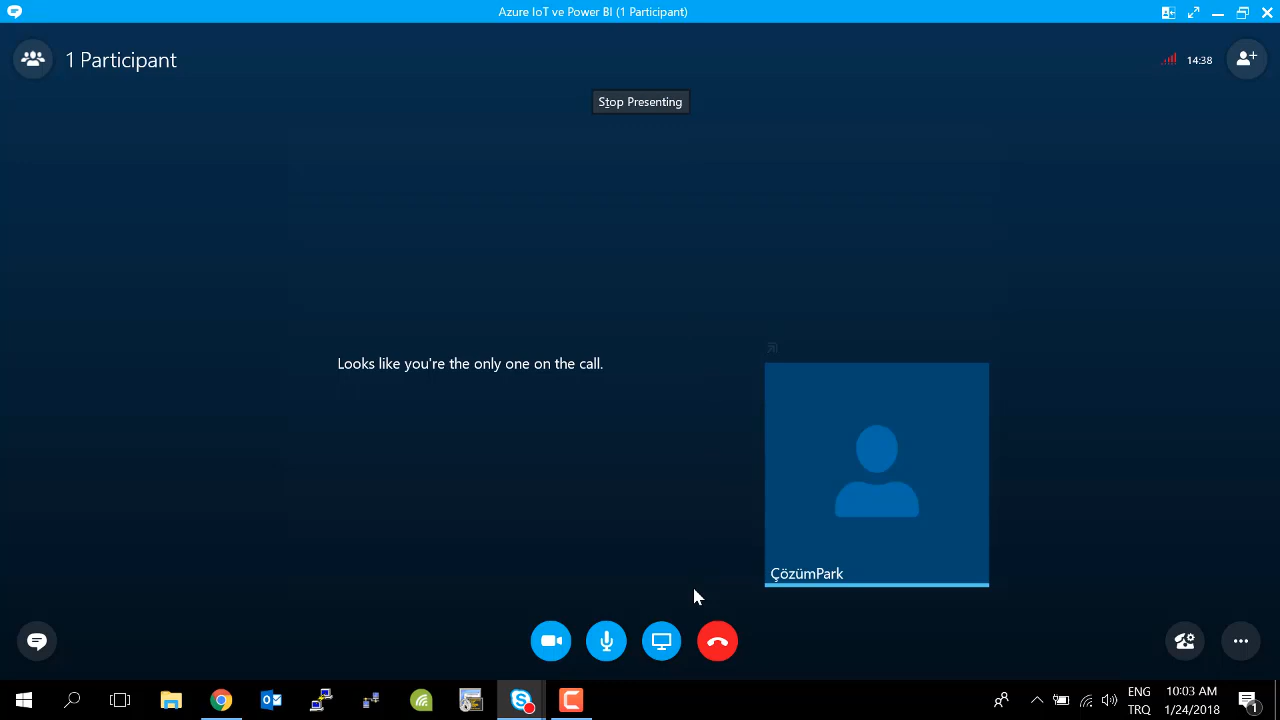 Azure IoT ve Power BI (1 Participant)
1 Participant
14:38
Stop Presenting
Looks like you're the only one on the call.
ÇözümPark
ENG
TRQ
10:03 AM
1/24/2018
1